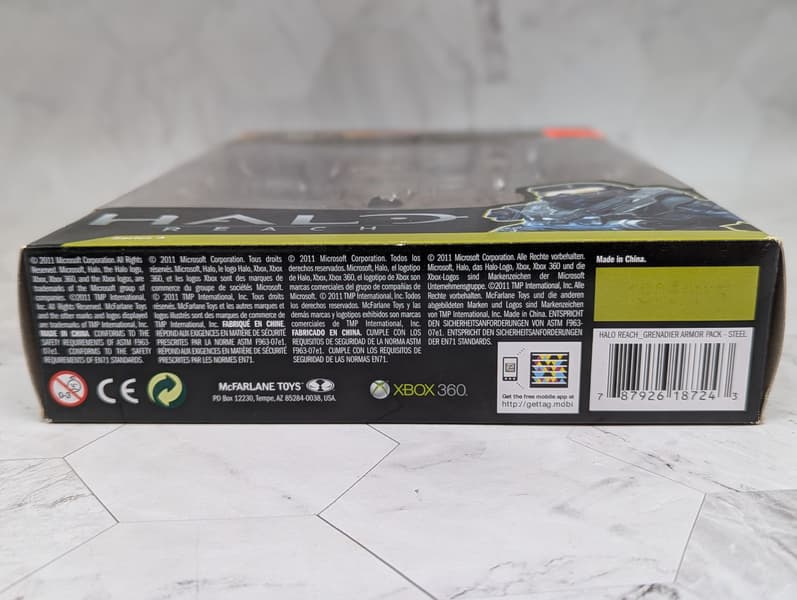 HALO
REACH
© 2011 Microsoft Corporation. All Rights
Reserved. Microsoft, Halo, the Halo logo,
Xbox, Xbox 360, and the Xbox logos, are
trademarks of the Microsoft group of
companies. ©2011 TMP International,
Inc. All Rights Reserved. McFarlane Toys
and the other marks and logos displayed
are trademarks of TMP International, Inc.
MADE IN CHINA. CONFORMS TO THE
SAFETY REQUIREMENTS OF ASTM F963-
07e1. CONFORMS TO THE SAFETY
REQUIREMENTS OF EN71 STANDARDS.
© 2011 Microsoft Corporation. Tous droits
réservés. Microsoft, Halo, le logo Halo, Xbox, Xbox
360, et les logos Xbox sont des marques de
commerce du groupe de sociétés Microsoft.
© 2011 TMP International, Inc. Tous droits
réservés. McFarlane Toys et les autres marques et
logos illustrés sont des marques de commerce de
TMP International, Inc. FABRIQUÉ EN CHINE.
RÉPOND AUX EXIGENCES EN MATIÈRE DE SÉCURITÉ
PRESCRITES PAR LA NORME ASTM F963-07e1.
RÉPOND AUX EXIGENCES EN MATIÈRE DE SÉCURITÉ
PRESCRITES PAR LES NORMES EN71.
© 2011 Microsoft Corporation. Todos los
derechos reservados. Microsoft, Halo, el logotipo
de Halo, Xbox, Xbox 360, el logotipo de Xbox son
marcas comerciales del grupo de compañías de
Microsoft. © 2011 TMP International, Inc. Todos
los derechos reservados. McFarlane Toys y las
demás marcas y logotipos exhibidos son marcas
comerciales de TMP International, Inc.
FABRICADO EN CHINA. CUMPLE CON LOS
REQUISITOS DE SEGURIDAD DE LA NORMA ASTM
F963-07e1. CUMPLE CON LOS REQUISITOS DE
SEGURIDAD DE LAS NORMAS EN71.
© 2011 Microsoft Corporation. Alle Rechte vorbehalten.
Microsoft, Halo, das Halo-Logo, Xbox, Xbox 360 und die
Xbox-Logos sind Markenzeichen der Microsoft
Unternehmensgruppe. ©2011 TMP International, Inc. Alle
Rechte vorbehalten. McFarlane Toys und die anderen
abgebildeten Marken und Logos sind Markenzeichen
von TMP International, Inc. Made in China. ENTSPRICHT
DEN SICHERHEITSANFORDERUNGEN VON ASTM F963-
07e1. ENTSPRICHT DEN SICHERHEITSANFORDERUNGEN
DER EN71 STANDARDS.
Made in China.
HALO REACH_ GRENADIER ARMOR PACK - STEEL
7 87926 18724 3
0-3
CE
McFARLANE TOYS
PO Box 12230, Tempe, AZ 85284-0038, USA.
XBOX 360.
Get the free mobile app at
http://gettag.mobi